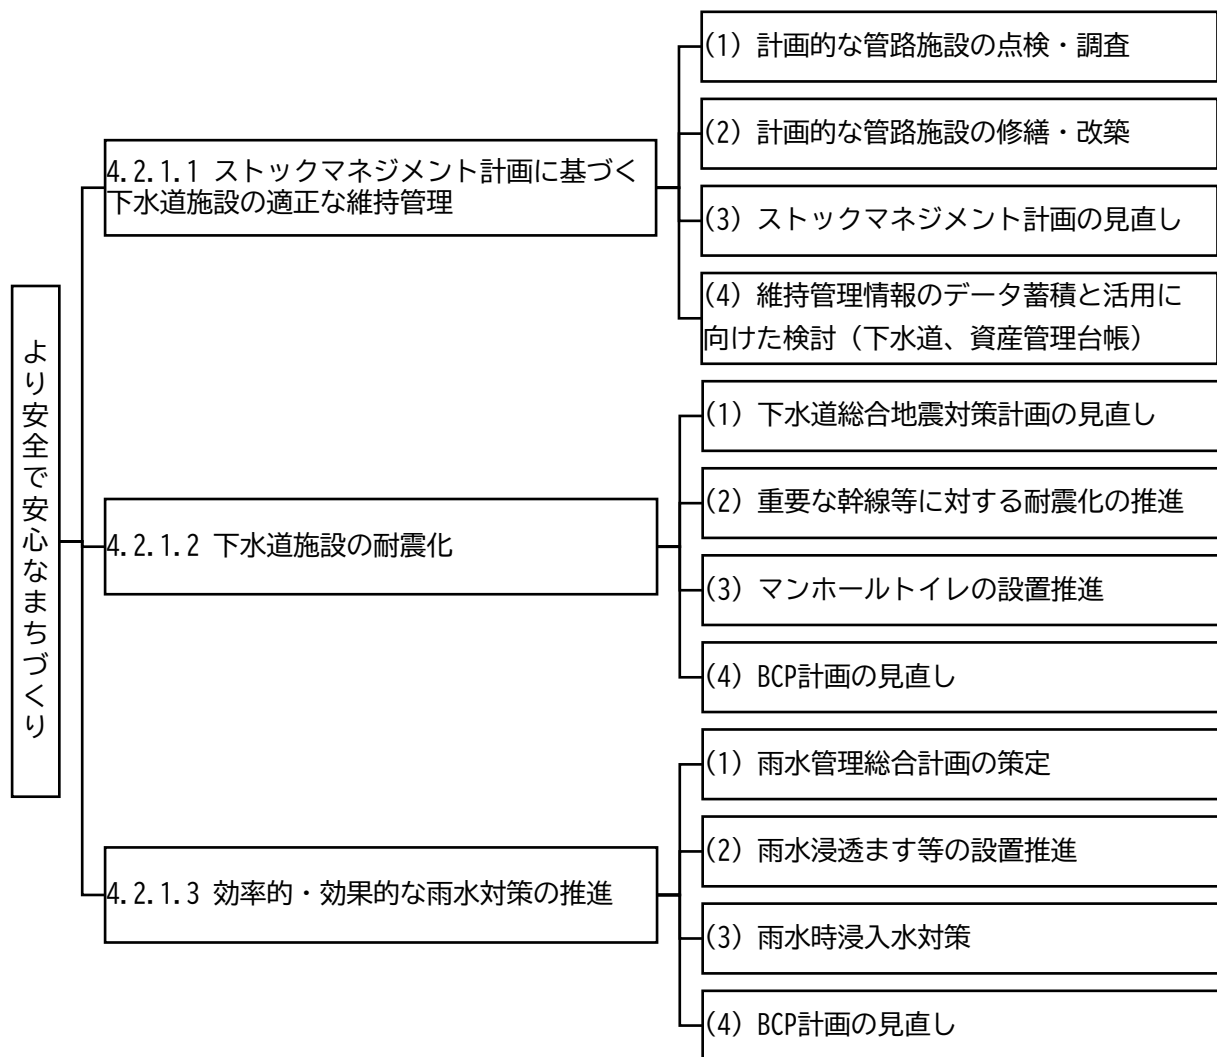 より安全で安心なまちづくり
4.2.1.1 ストックマネジメント計画に基づく
下水道施設の適正な維持管理
(1) 計画的な管路施設の点検・調査
(2) 計画的な管路施設の修繕・改築
(3) ストックマネジメント計画の見直し
(4) 維持管理情報のデータ蓄積と活用に
向けた検討（下水道、資産管理台帳）
4.2.1.2 下水道施設の耐震化
(1) 下水道総合地震対策計画の見直し
(2) 重要な幹線等に対する耐震化の推進
(3) マンホールトイレの設置推進
(4) BCP計画の見直し
4.2.1.3 効率的・効果的な雨水対策の推進
(1) 雨水管理総合計画の策定
(2) 雨水浸透ます等の設置推進
(3) 雨水時浸入水対策
(4) BCP計画の見直し